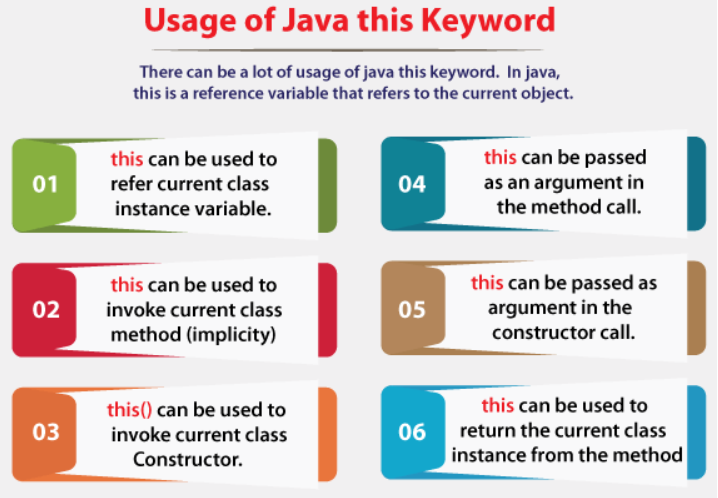 Usage of Java this Keyword
There can be a lot of usage of java this keyword. In java,
this is a reference variable that refers to the current object.
01
this can be used to
refer current class
instance variable.
02
this can be used to
invoke current class
method (implicity)
03
this() can be used to
invoke current class
Constructor.
04
this can be passed
as an argument in
the method call.
05
this can be passed as
argument in the
constructor call.
06
this can be used to
return the current class
instance from the method